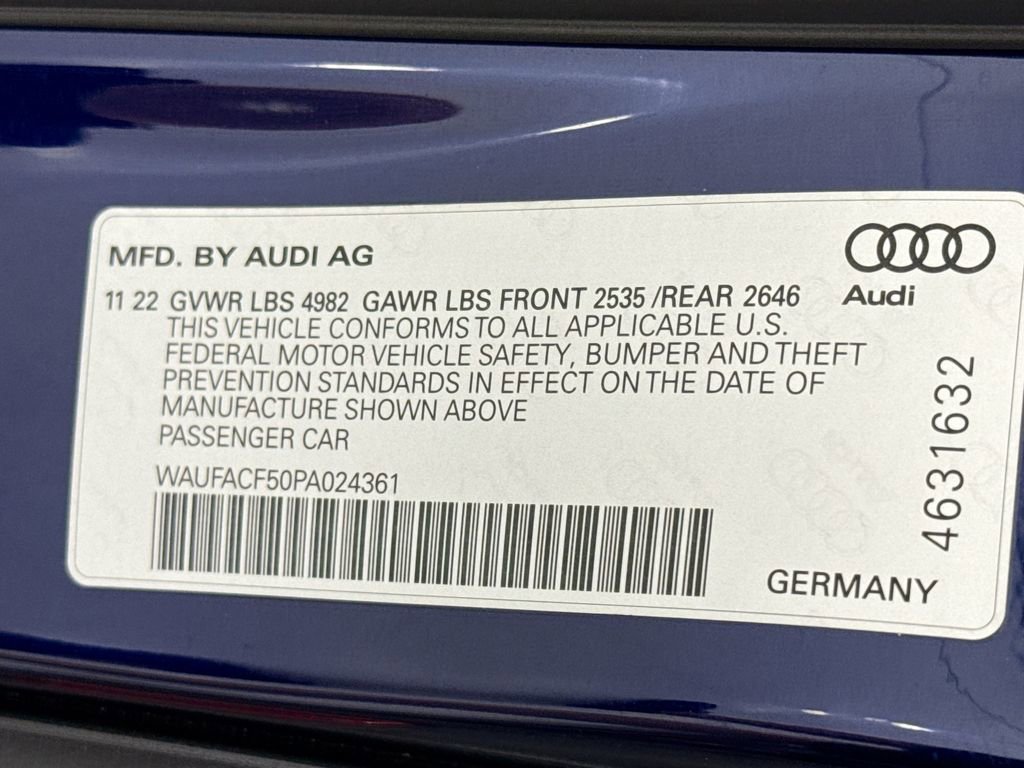 MFD. BY AUDI AG
Audi
11 22 GVWR LBS 4982 GAWR LBS FRONT 2535 /REAR 2646
THIS VEHICLE CONFORMS TO ALL APPLICABLE U.S.
FEDERAL MOTOR VEHICLE SAFETY, BUMPER AND THEFT
PREVENTION STANDARDS IN EFFECT ON THE DATE OF
MANUFACTURE SHOWN ABOVE
PASSENGER CAR
WAUFACF50PA024361
4631632
GERMANY